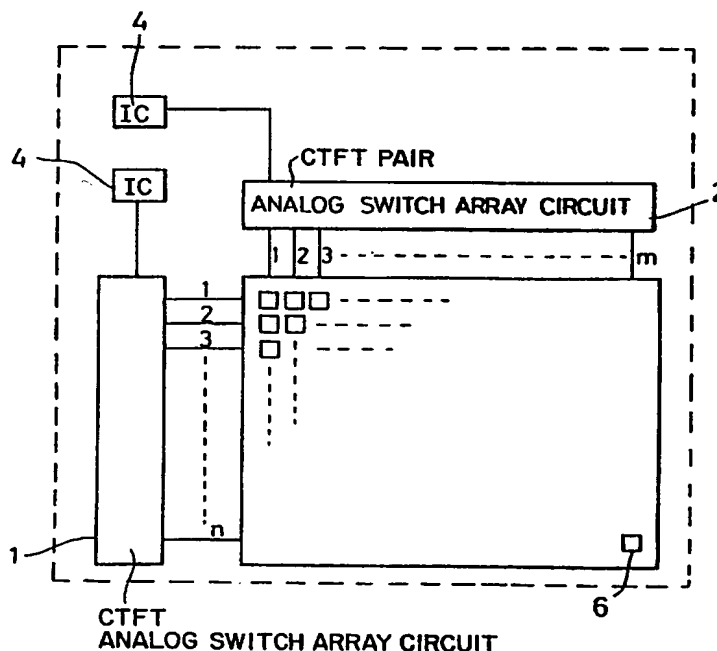 4
IC
4
IC
CTFT PAIR
ANALOG SWITCH ARRAY CIRCUIT
2
1 2 3 m
1
2
3
n
1
6
CTFT
ANALOG SWITCH ARRAY CIRCUIT